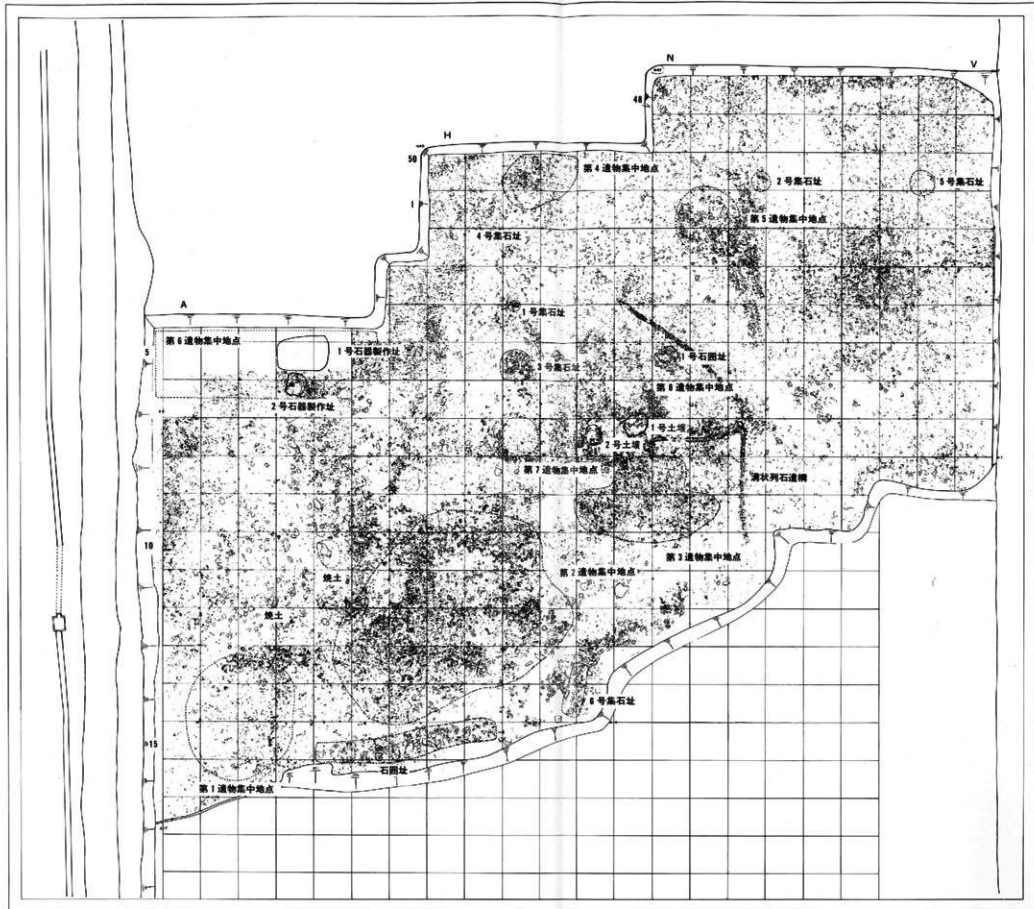 N
V
48
H
50
第4遺物集中地点
2号集石址
5号集石址
I
第5遺物集中地点
4号集石址
A
1号集石址
第6遺物集中地点
5
1号石器製作址
1号石囲址
3号集石址
第8遺物集中地点
2号石器製作址
1号土壙
2号土壙
第7遺物集中地点
溝状列石遺構
10
第3遺物集中地点
第2遺物集中地点
焼土
焼土
6号集石址
15
石囲址
第1遺物集中地点